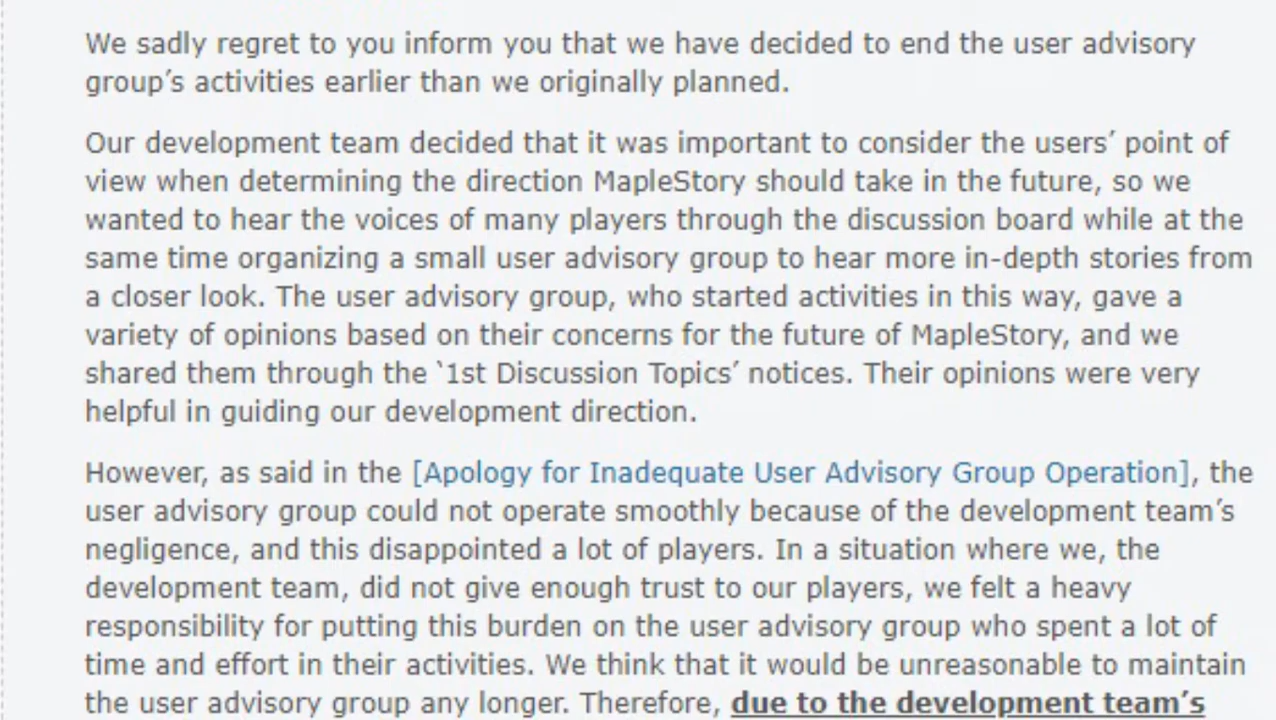 We sadly regret to you inform you that we have decided to end the user advisory
group’s activities earlier than we originally planned.
Our development team decided that it was important to consider the users’ point of
view when determining the direction MapleStory should take in the future, so we
wanted to hear the voices of many players through the discussion board while at the
same time organizing a small user advisory group to hear more in-depth stories from
a closer look. The user advisory group, who started activities in this way, gave a
variety of opinions based on their concerns for the future of MapleStory, and we
shared them through the `1st Discussion Topics’ notices. Their opinions were very
helpful in guiding our development direction.
However, as said in the [Apology for Inadequate User Advisory Group Operation], the
user advisory group could not operate smoothly because of the development team’s
negligence, and this disappointed a lot of players. In a situation where we, the
development team, did not give enough trust to our players, we felt a heavy
responsibility for putting this burden on the user advisory group who spent a lot of
time and effort in their activities. We think that it would be unreasonable to maintain
the user advisory group any longer. Therefore, due to the development team’s